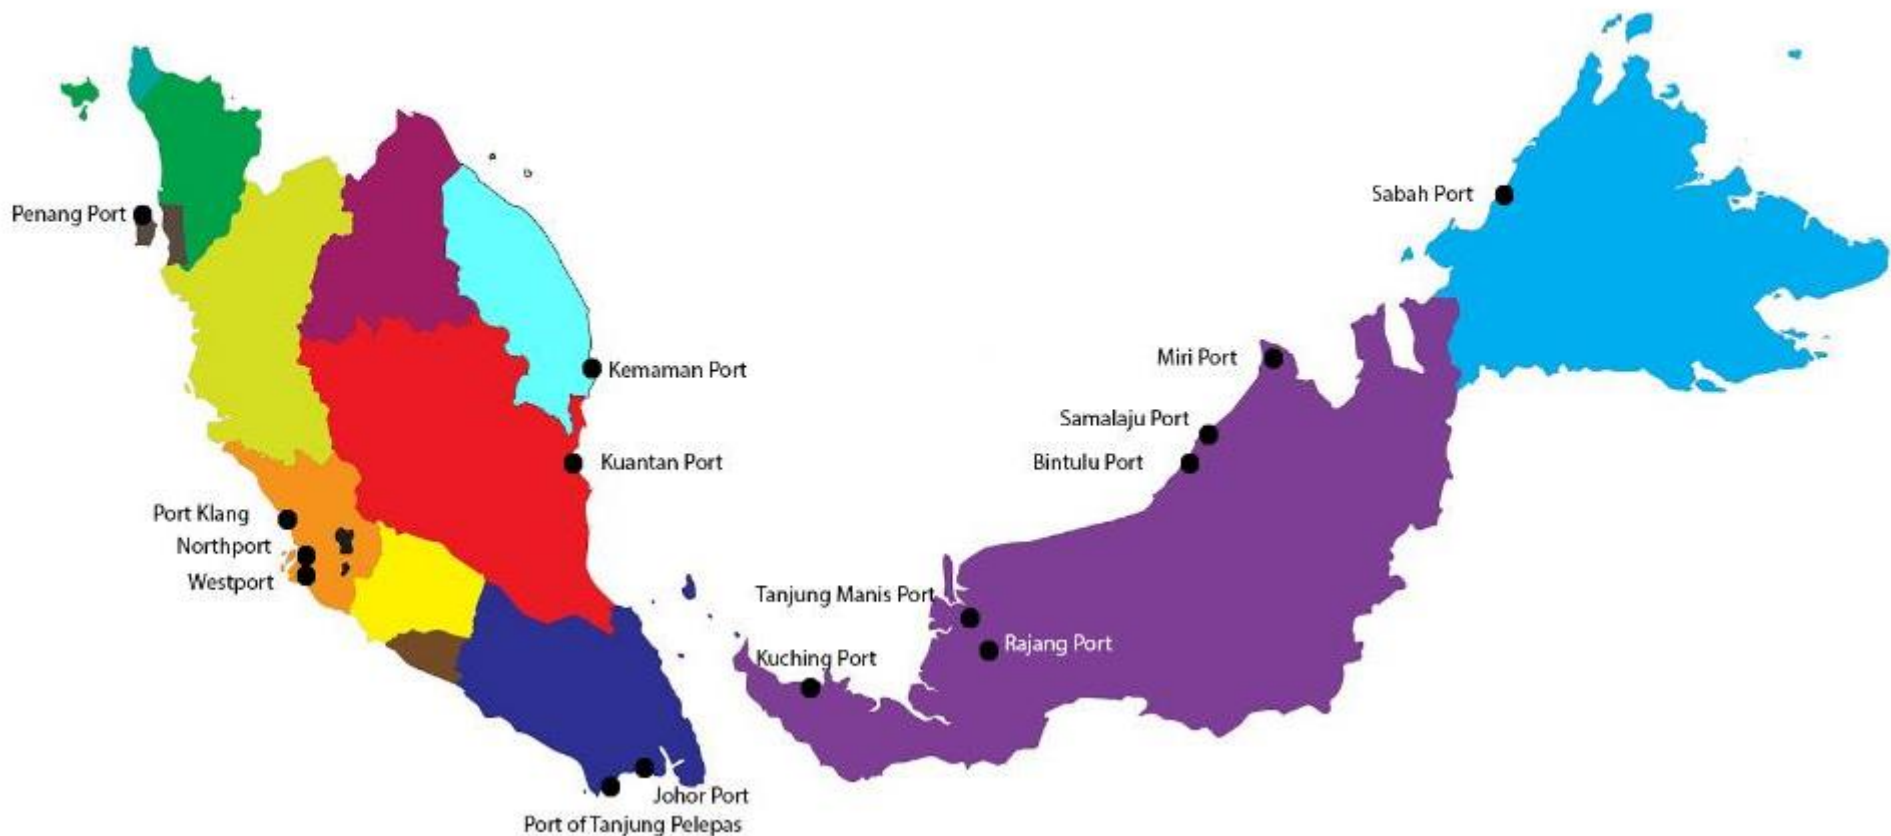 Penang Port
Sabah Port
Miri Port
Kemaman Port
Samalaju Port
Kuantan Port
Bintulu Port
Port Klang
Northport
Westport
Tanjung Manis Port
Rajang Port
Kuching Port
Johor Port
Port of Tanjung Pelepas